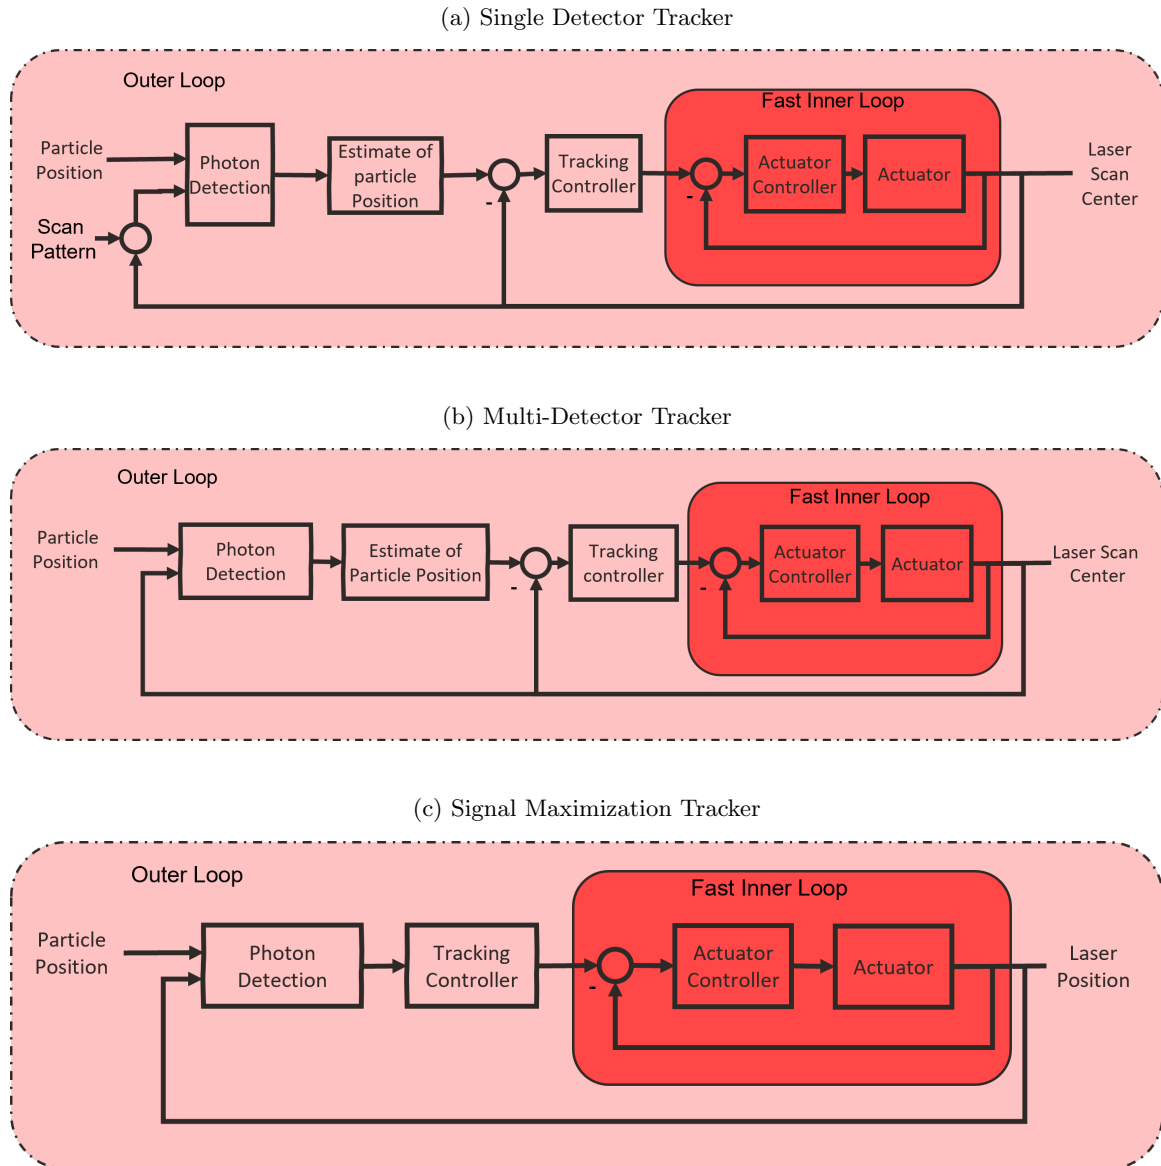 (a) Single Detector Tracker
Outer Loop
Fast Inner Loop
Particle
Position
Photon
Detection
Estimate of
particle
Position
-
Tracking
Controller
-
Actuator
Controller
Actuator
Laser
Scan
Center
Scan
Pattern
(b) Multi-Detector Tracker
Outer Loop
Fast Inner Loop
Particle
Position
Photon
Detection
Estimate of
Particle Position
-
Tracking
controller
-
Actuator
Controller
Actuator
Laser Scan
Center
(c) Signal Maximization Tracker
Outer Loop
Fast Inner Loop
Particle
Position
Photon
Detection
Tracking
Controller
-
Actuator
Controller
Actuator
Laser
Position